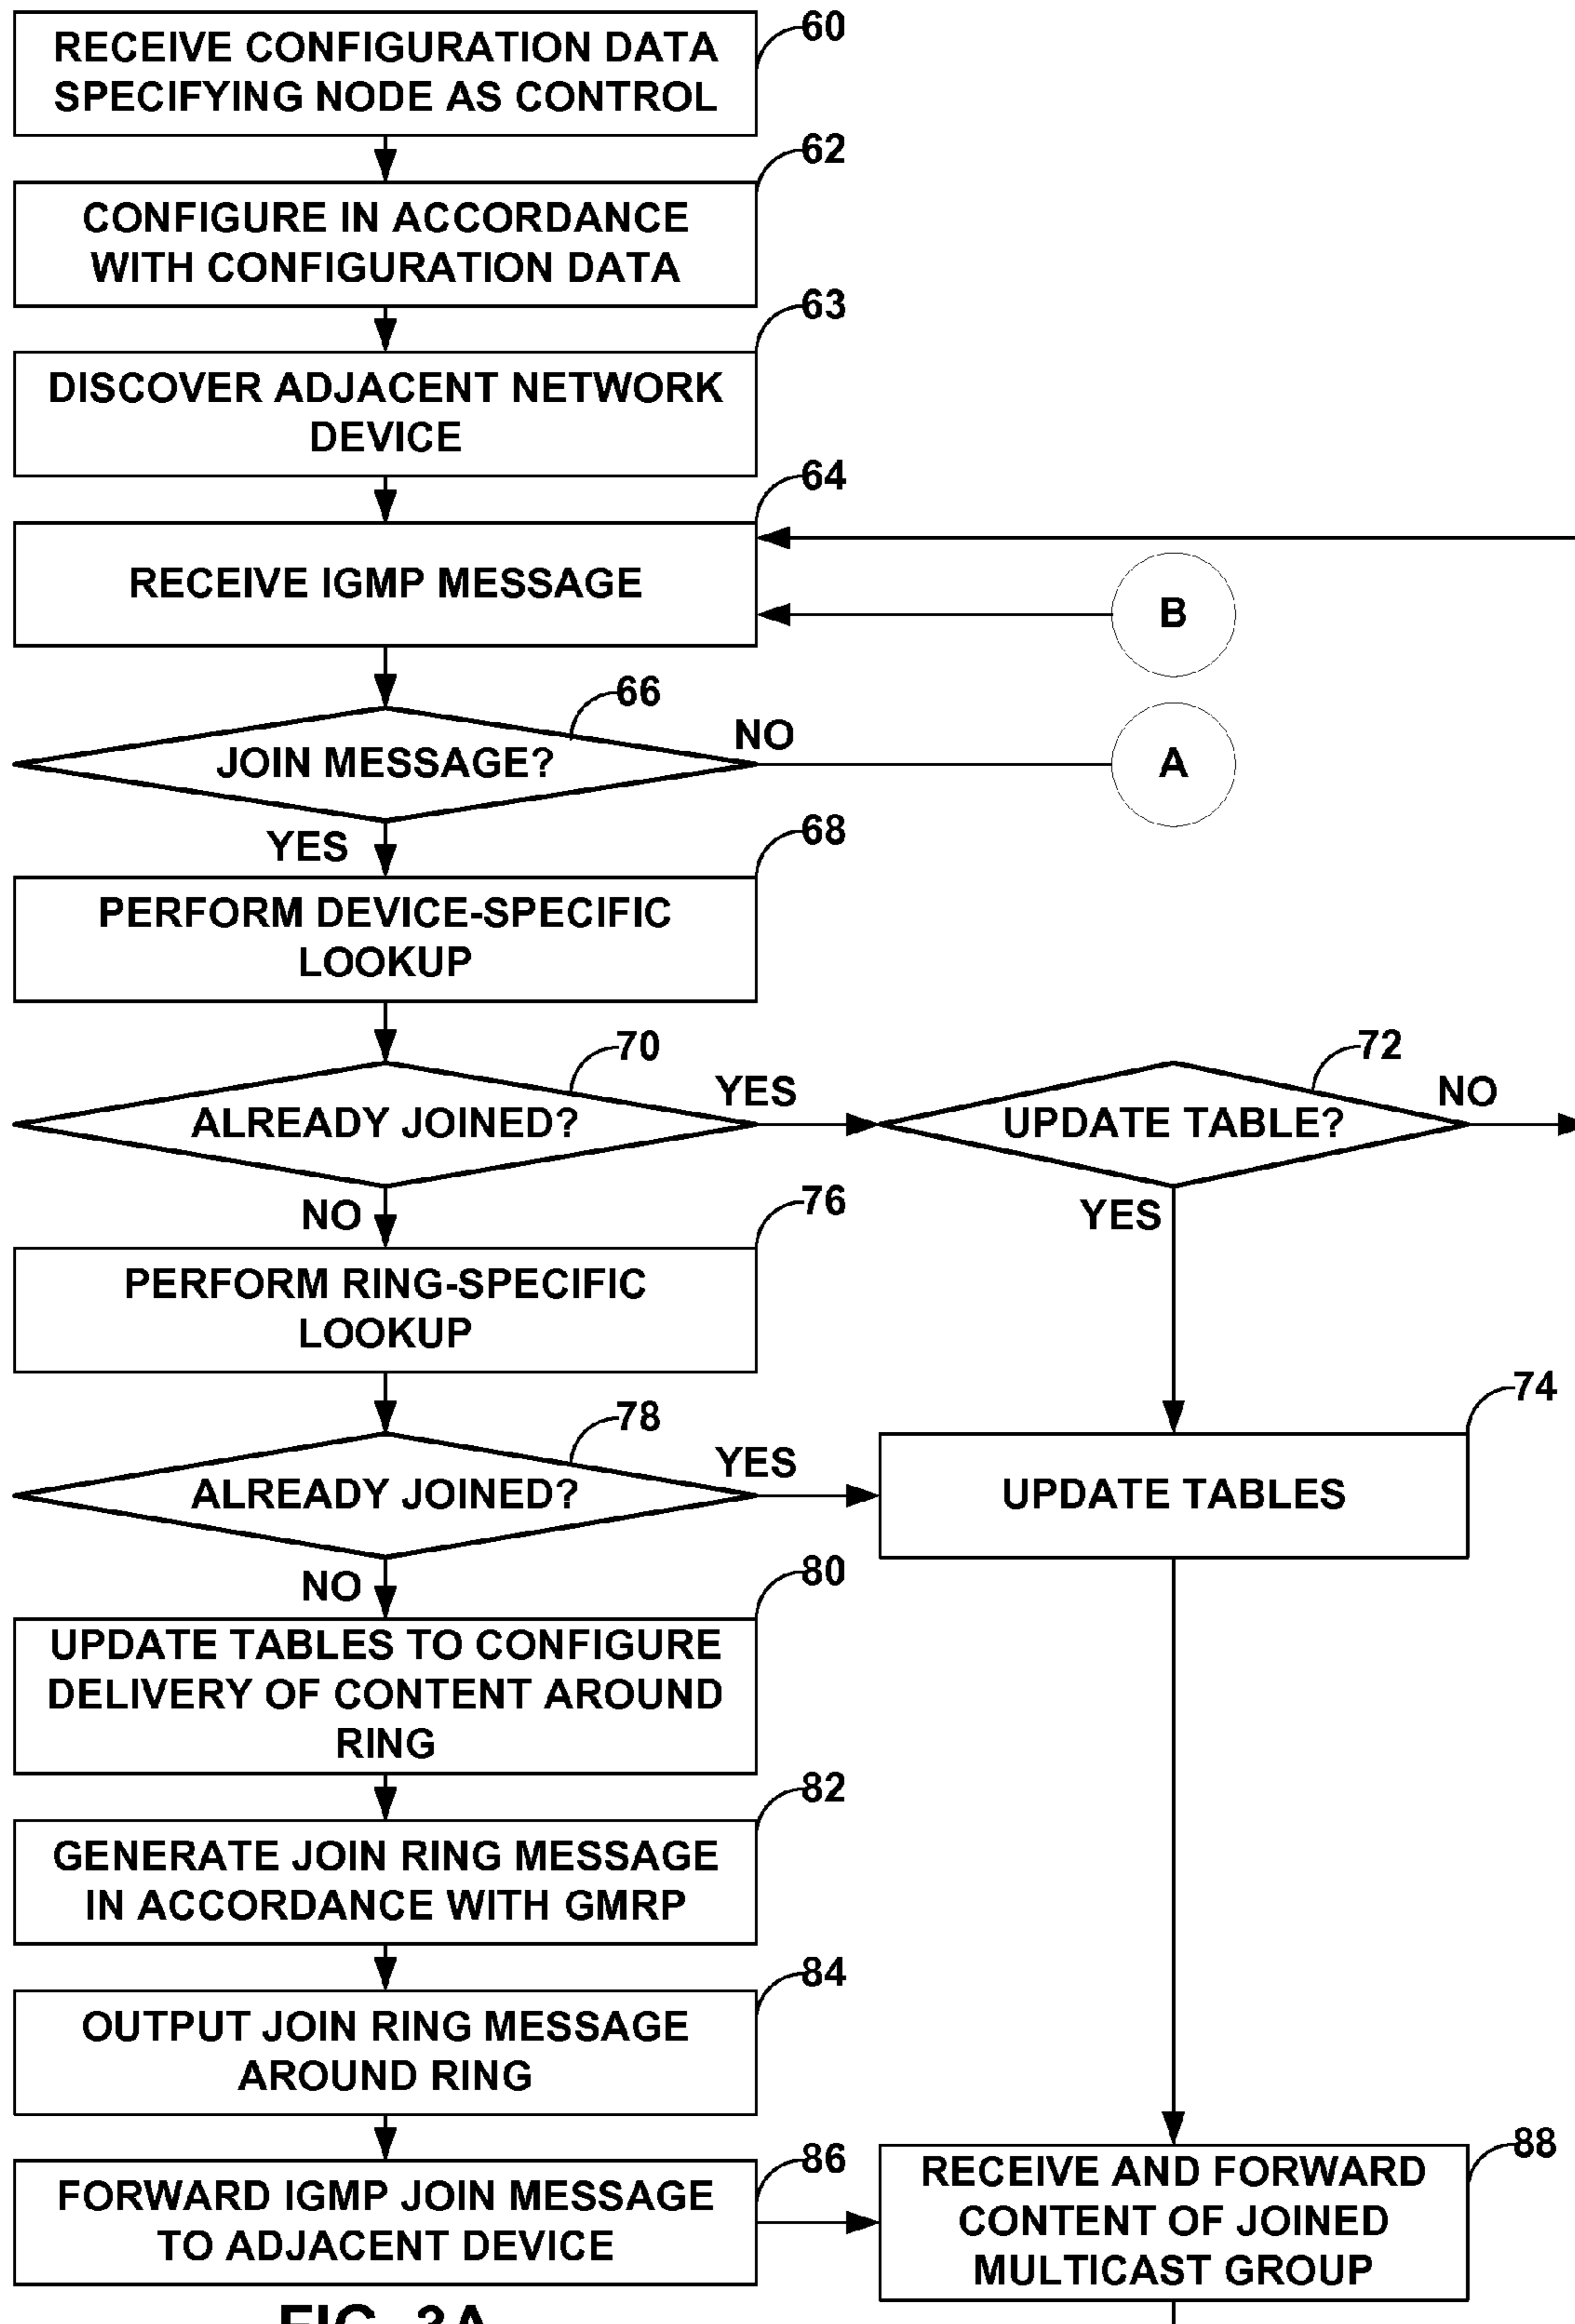 60
RECEIVE CONFIGURATION DATA
SPECIFYING NODE AS CONTROL
62
CONFIGURE IN ACCORDANCE
WITH CONFIGURATION DATA
63
DISCOVER ADJACENT NETWORK
DEVICE
64
RECEIVE IGMP MESSAGE
B
66
JOIN MESSAGE?
NO
A
YES
68
PERFORM DEVICE-SPECIFIC
LOOKUP
70
ALREADY JOINED?
YES
72
UPDATE TABLE?
NO
NO
YES
76
PERFORM RING-SPECIFIC
LOOKUP
78
ALREADY JOINED?
YES
74
UPDATE TABLES
NO
80
UPDATE TABLES TO CONFIGURE
DELIVERY OF CONTENT AROUND
RING
82
GENERATE JOIN RING MESSAGE
IN ACCORDANCE WITH GMRP
84
OUTPUT JOIN RING MESSAGE
AROUND RING
86
FORWARD IGMP JOIN MESSAGE
TO ADJACENT DEVICE
88
RECEIVE AND FORWARD
CONTENT OF JOINED
MULTICAST GROUP
FIG. 3A